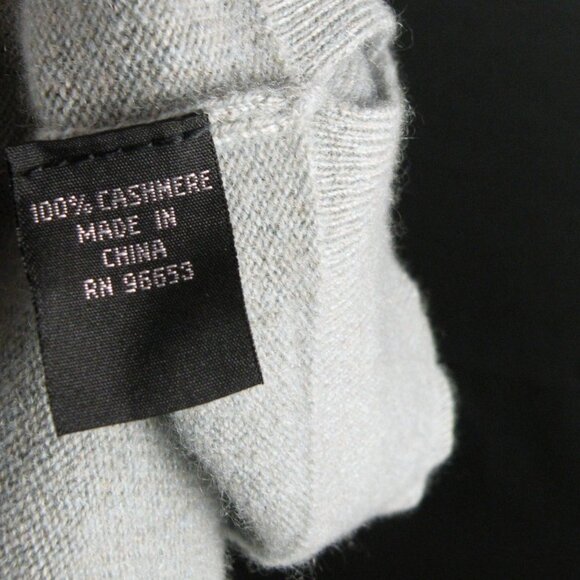 100% CASHMERE
MADE IN
CHINA
RN 96653